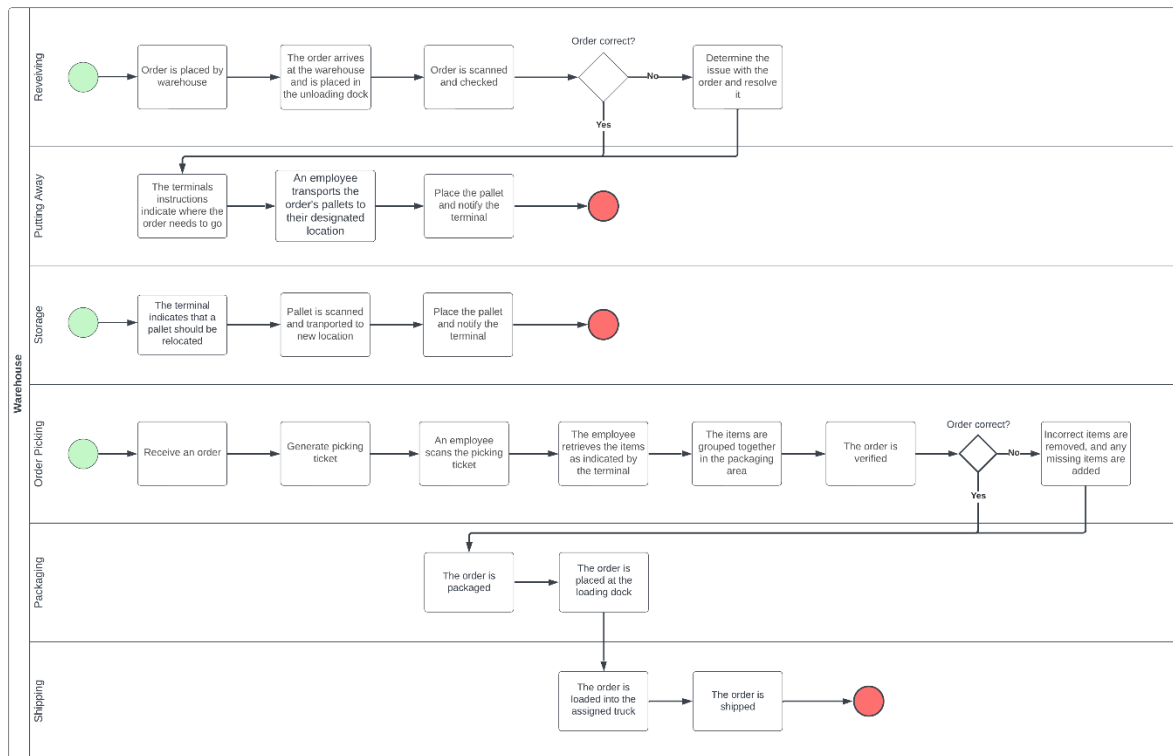 Warehouse
Reveiving
Order is placed by
warehouse
The order arrives
at the warehouse
and is placed in
the unloading dock
Order is scanned
and checked
Order correct?
No
Yes
Determine the
issue with the
order and resolve
it
Putting Away
The terminals
instructions
indicate where the
order needs to go
An employee
transports the
order's pallets to
their designated
location
Place the pallet
and notify the
terminal
Storage
The terminal
indicates that a
pallet should be
relocated
Pallet is scanned
and tranported to
new location
Place the pallet
and notify the
terminal
Order Picking
Receive an order
Generate picking
ticket
An employee
scans the picking
ticket
The employee
retrieves the items
as indicated by
the terminal
The items are
grouped together
in the packaging
area
The order is
verified
Order correct?
No
Yes
Incorrect items are
removed, and any
missing items are
added
Packaging
The order is
packaged
The order is
placed at the
loading dock
Shipping
The order is
loaded into the
assigned truck
The order is
shipped